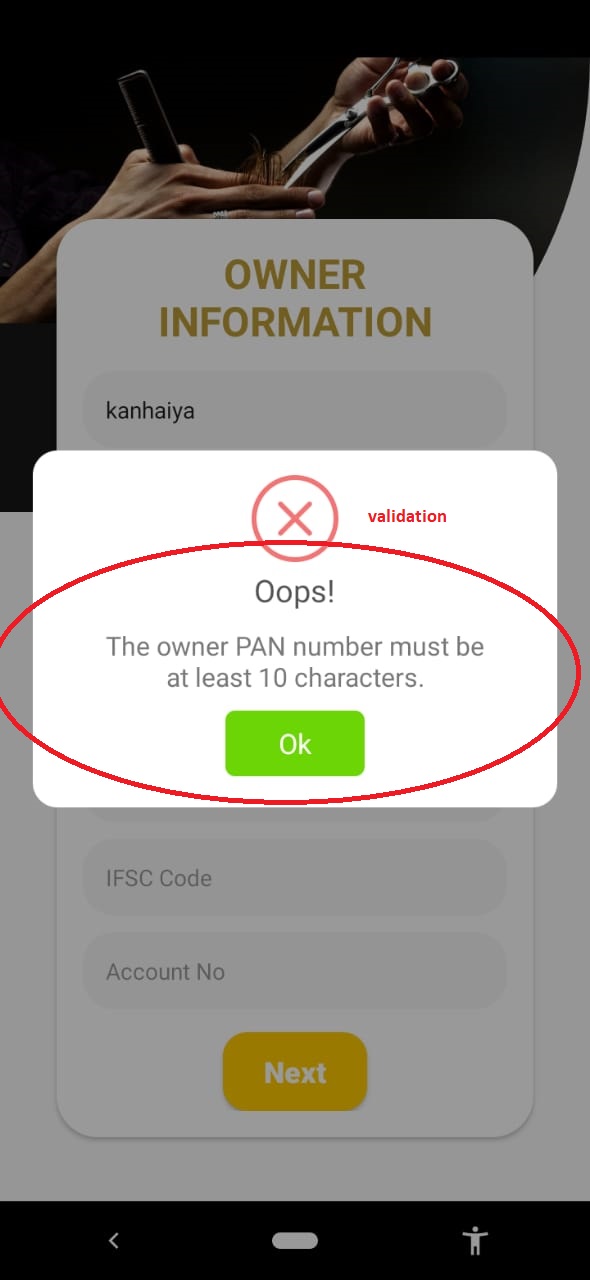 OWNER
INFORMATION
kanhaiya
validation
Oops!
The owner PAN number must be
at least 10 characters.
Ok
IFSC Code
Account No
Next